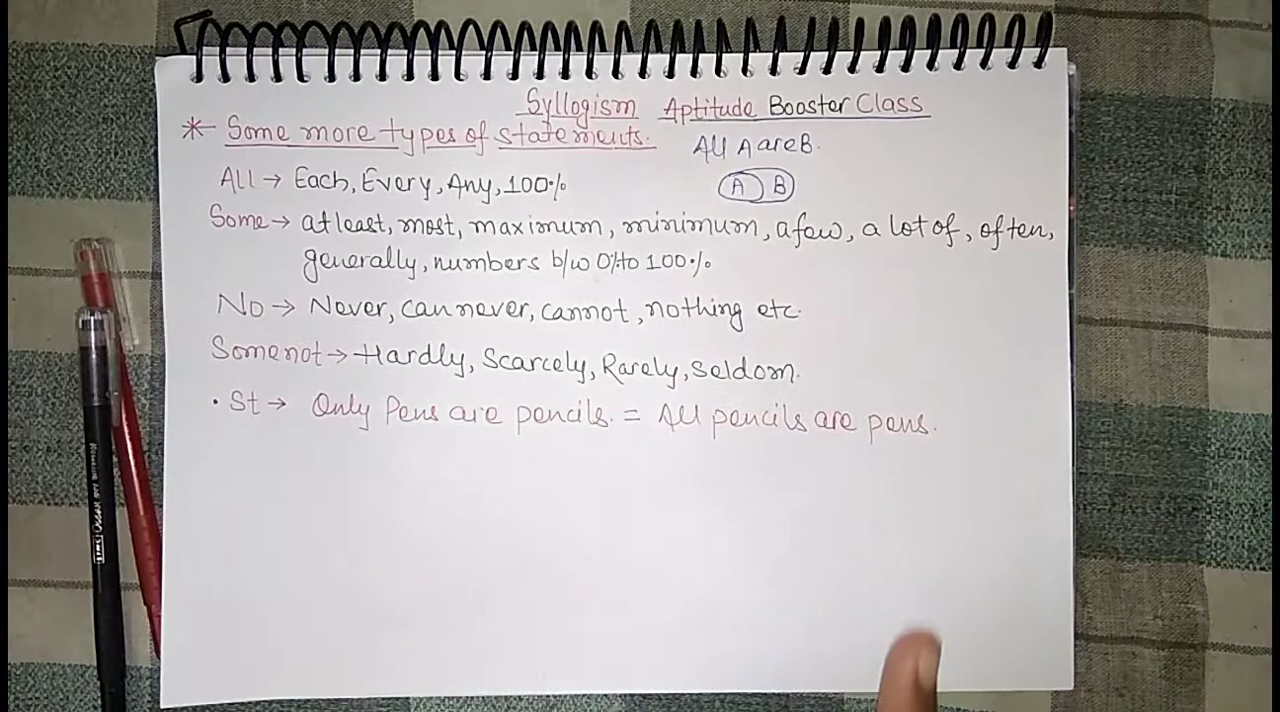 Syllogism Aptitude Booster Class
* Some more types of statements.
All A are B.
All → Each, Every, Any, 100%
A B
Some → at least, most, maximum, minimum, a few, a lot of, often,
generally, numbers b/w 0% to 100%
No → Never, can never, cannot, nothing etc.
Some not → Hardly, Scarcely, Rarely, Seldom.
• St → Only Pens are pencils. = All pencils are pens.